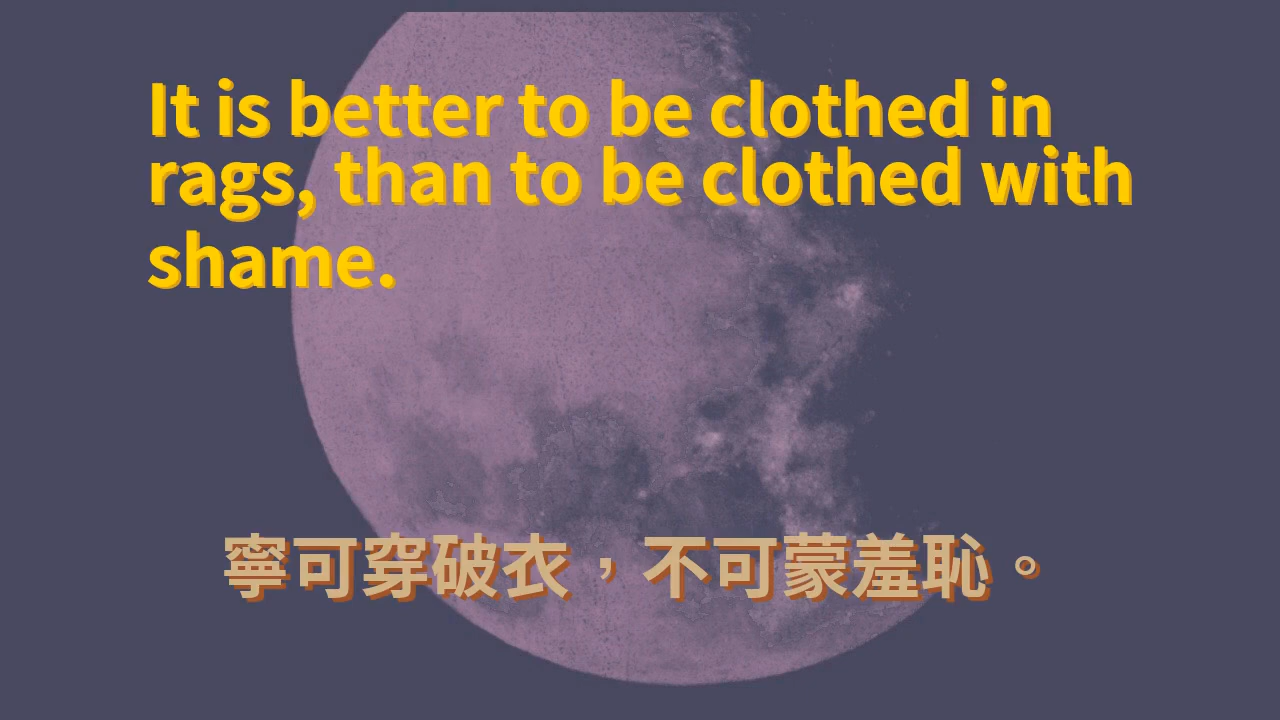 It is better to be clothed in
rags, than to be clothed with
shame.
寧可穿破衣，不可蒙羞恥。